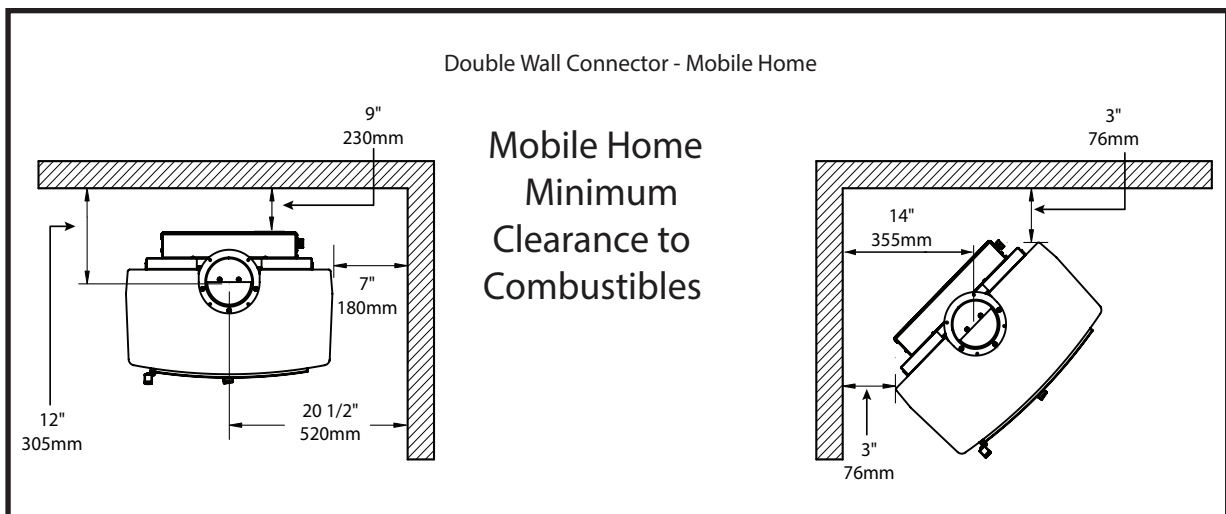 Double Wall Connector - Mobile Home
Mobile Home
Minimum
Clearance to
Combustibles
9"
230mm
7"
180mm
12"
305mm
20 1/2"
520mm
3"
76mm
14"
355mm
3"
76mm